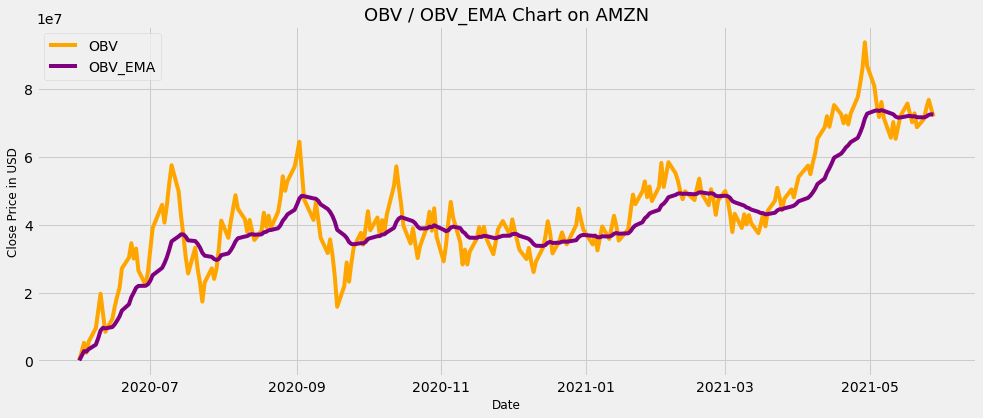 OBV / OBV_EMA Chart on AMZN
1e7
OBV
OBV_EMA
8
6
4
2
0
Close Price in USD
2020-07 2020-09 2020-11 2021-01 2021-03 2021-05
Date